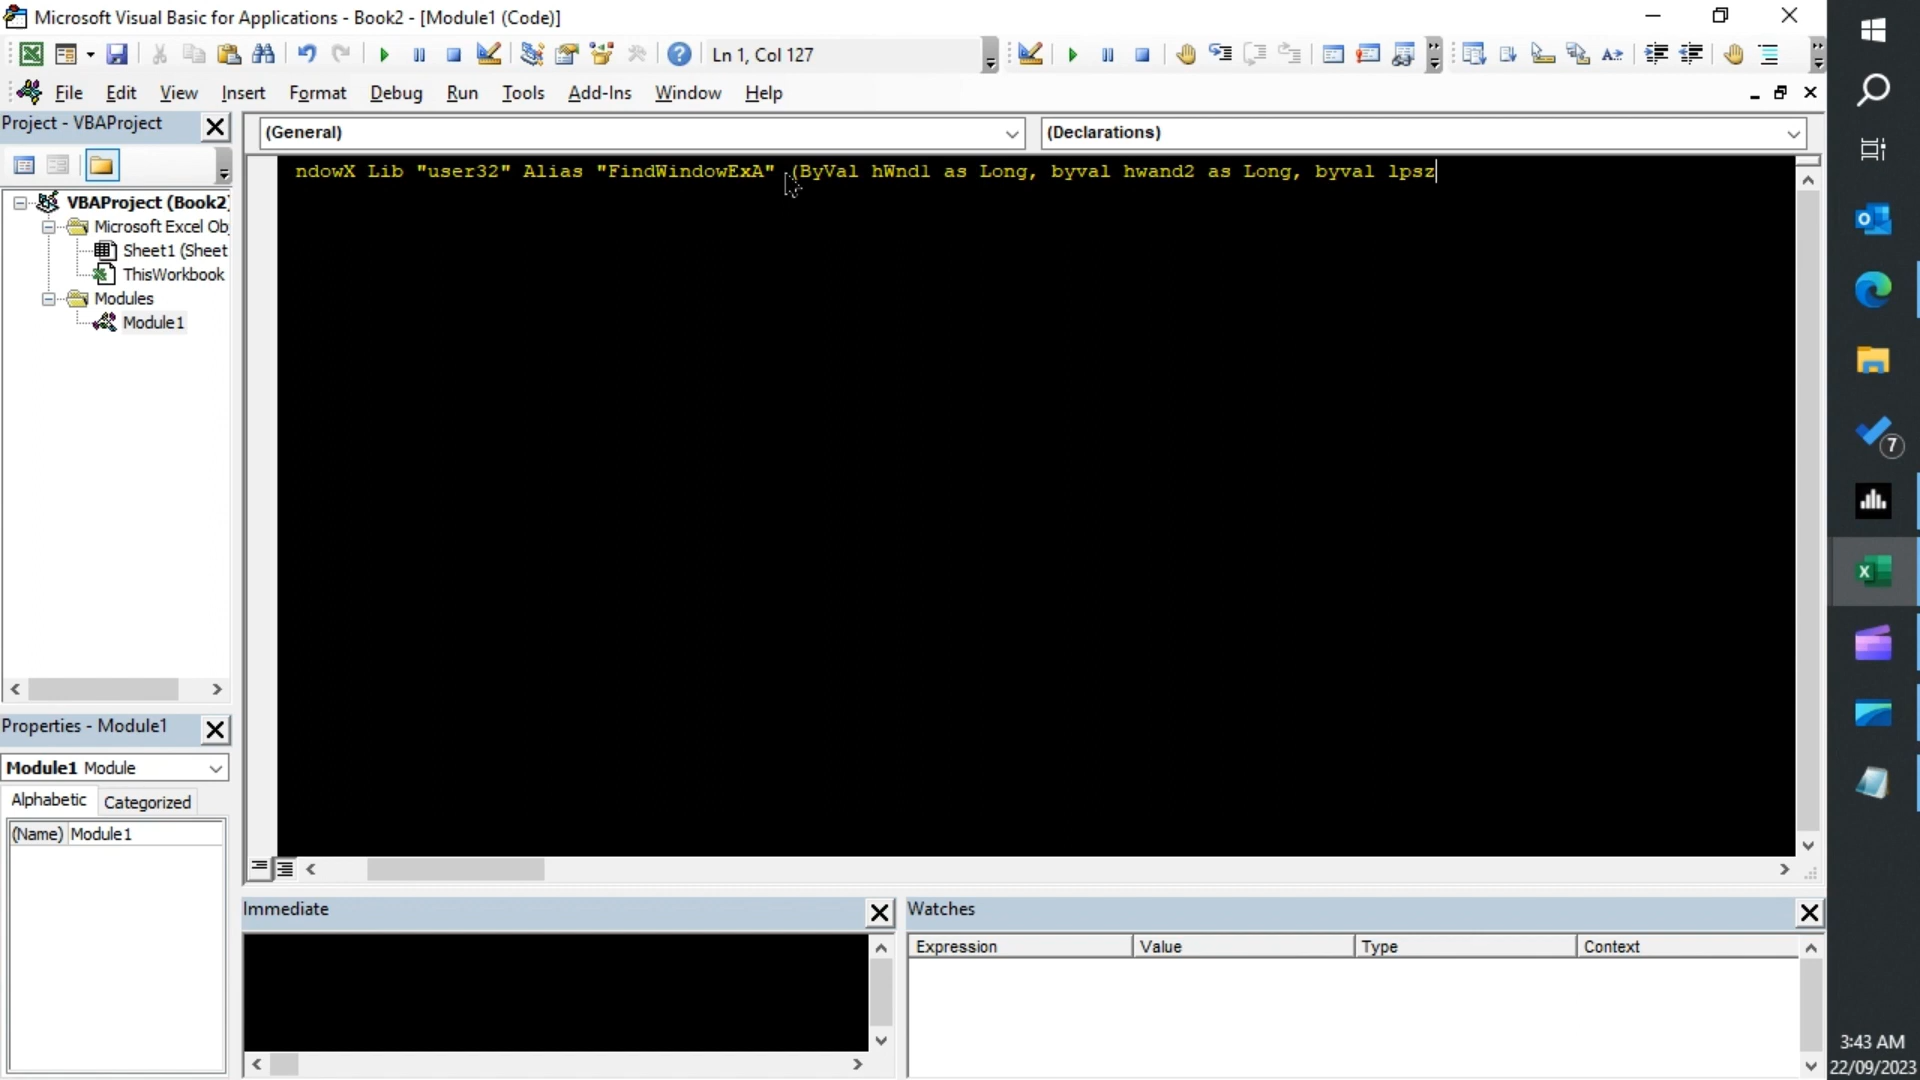 Microsoft Visual Basic for Applications - Book2 - [Module1 (Code)]
Ln 1, Col 127
File Edit View Insert Format Debug Run Tools Add-Ins Window Help
Project - VBAProject
(General)
(Declarations)
ndowX Lib "user32" Alias "FindWindowExA" (ByVal hWnd1 as Long, byval hwand2 as Long, byval lpsz
VBAProject (Book2
Microsoft Excel Ob
Sheet1 (Sheet
ThisWorkbook
Modules
Module1
Properties - Module1
Module1 Module
Alphabetic Categorized
(Name) Module1
Immediate
Watches
Expression Value Type Context
7
3:43 AM
22/09/2023